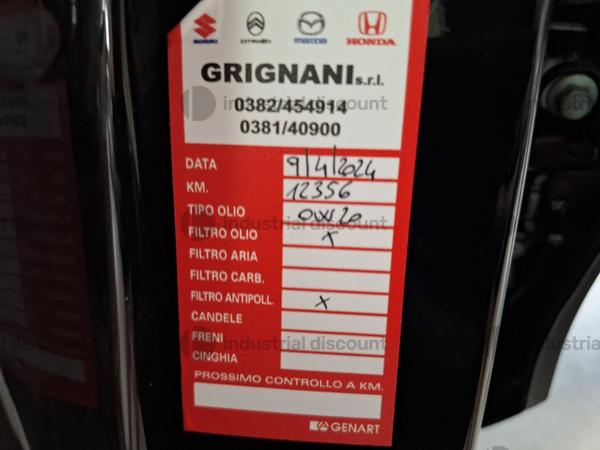 SUZUKI CITROËN mazda HONDA
GRIGNANI s.r.l.
0382/454914
0381/40900
DATA 9/4/2024
KM. 12356
TIPO OLIO 0W20
FILTRO OLIO X
FILTRO ARIA
FILTRO CARB.
FILTRO ANTIPOLL. X
CANDELE
FRENI
CINGHIA
PROSSIMO CONTROLLO A KM.
GENART
industrial discount
industrial discount
industrial discount